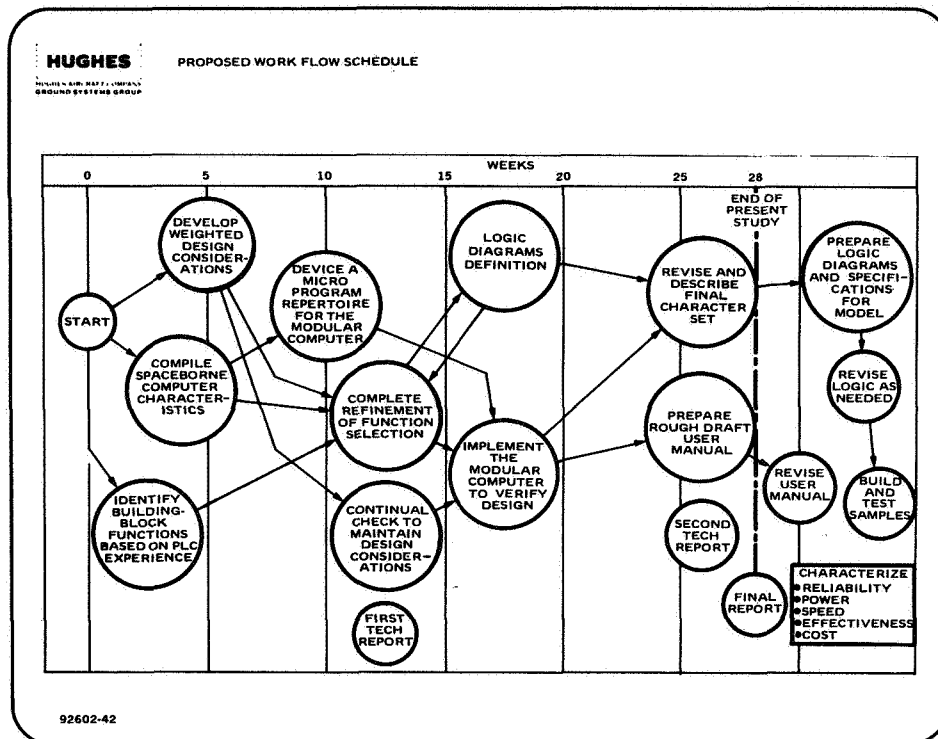 HUGHES
HUGHES AIRCRAFT COMPANY
GROUND SYSTEMS GROUP
PROPOSED WORK FLOW SCHEDULE
WEEKS
0 5 10 15 20 25 28
END OF
PRESENT
STUDY
START
DEVELOP
WEIGHTED
DESIGN
CONSIDER-
ATIONS
COMPILE
SPACEBORNE
COMPUTER
CHARACTER-
ISTICS
IDENTIFY
BUILDING-
BLOCK
FUNCTIONS
BASED ON PLC
EXPERIENCE
DEVICE A
MICRO
PROGRAM
REPERTOIRE
FOR THE
MODULAR
COMPUTER
COMPLETE
REFINEMENT
OF FUNCTION
SELECTION
CONTINUAL
CHECK TO
MAINTAIN
DESIGN
CONSIDER-
ATIONS
FIRST
TECH
REPORT
LOGIC
DIAGRAMS
DEFINITION
IMPLEMENT
THE
MODULAR
COMPUTER
TO VERIFY
DESIGN
REVISE AND
DESCRIBE
FINAL
CHARACTER
SET
PREPARE
ROUGH DRAFT
USER
MANUAL
SECOND
TECH
REPORT
FINAL
REPORT
PREPARE
LOGIC
DIAGRAMS
AND SPECIFI-
CATIONS
FOR
MODEL
REVISE
LOGIC AS
NEEDED
REVISE
USER
MANUAL
BUILD
AND
TEST
SAMPLES
CHARACTERIZE
•RELIABILITY
•POWER
•SPEED
•EFFECTIVENESS
•COST
92602-42